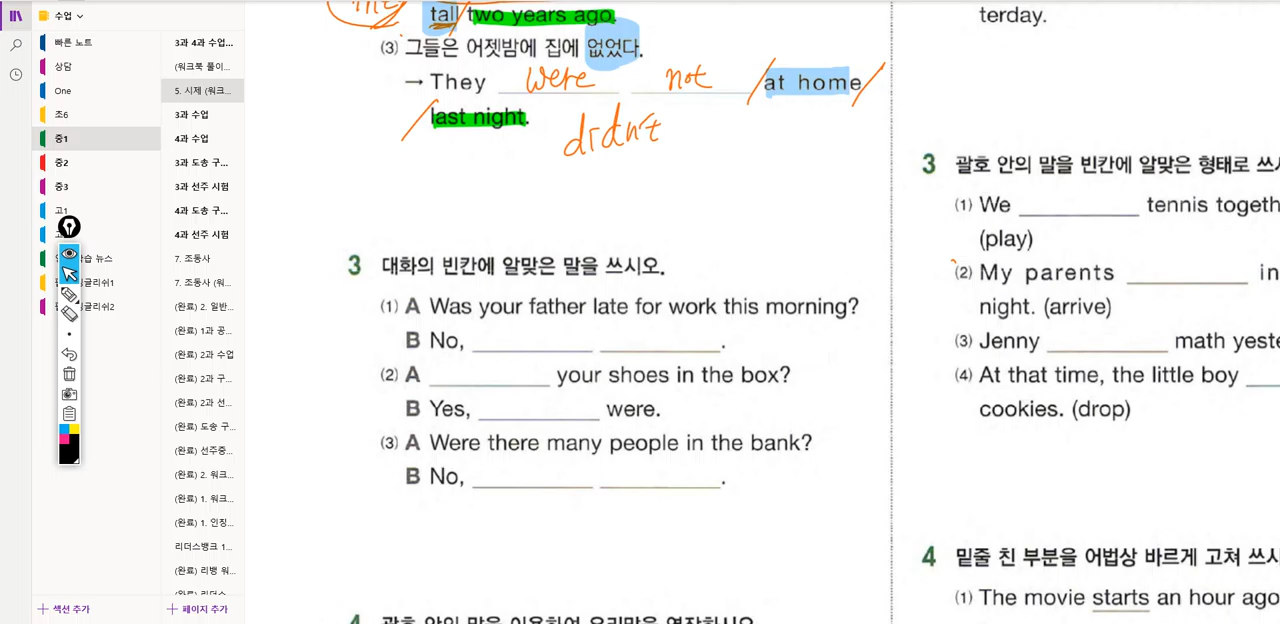 수업
빠른 노트
상담
One
초6
중1
중2
중3
고1
3과 4과 수업...
(워크북 풀이...
5. 시제 (워크...
3과 수업
4과 수업
3과 도송 구...
3과 선주 시험
4과 도송 구...
4과 선주 시험
7. 조동사
7. 조동사 (워...
(완료) 2. 일반...
(완료) 1과 공...
(완료) 2과 수업
(완료) 2과 구...
(완료) 2과 선...
(완료) 도송 구...
(완료) 선주중...
(완료) 2. 워크...
(완료) 1. 워크...
(완료) 1. 인칭...
리더스뱅크 1...
(완료) 리뱅 워...
섹션 추가
페이지 추가
tall two years ago.
(3) 그들은 어젯밤에 집에 없었다.
→ They were not at home
last night.
didn't
3 대화의 빈칸에 알맞은 말을 쓰시오.
(1) A Was your father late for work this morning?
B No, ________ ________.
(2) A ________ your shoes in the box?
B Yes, ________ were.
(3) A Were there many people in the bank?
B No, ________ ________.
terday.
3 괄호 안의 말을 빈칸에 알맞은 형태로 쓰시
(1) We ________ tennis togeth
(play)
(2) My parents ________ in
night. (arrive)
(3) Jenny ________ math yeste
(4) At that time, the little boy
cookies. (drop)
4 밑줄 친 부분을 어법상 바르게 고쳐 쓰시
(1) The movie starts an hour ago